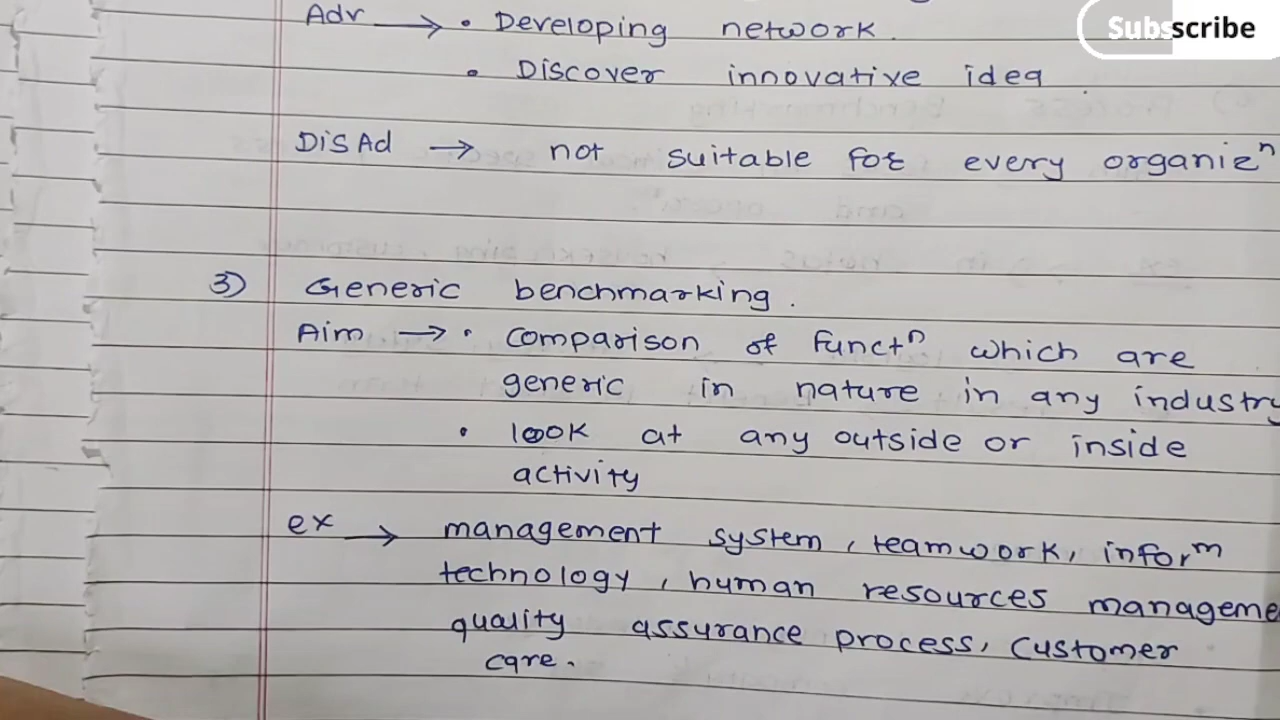 Subscribe
Adv → • Developing network.
• Discover innovative idea.
DisAd → not suitable for every organizⁿ
3) Generic benchmarking.
Aim → • comparison of functⁿ which are
generic in nature in any industry
• look at any outside or inside
activity
ex → management system, teamwork, inforᵐ
technology, human resources manageme
quality assurance process, customer
care.